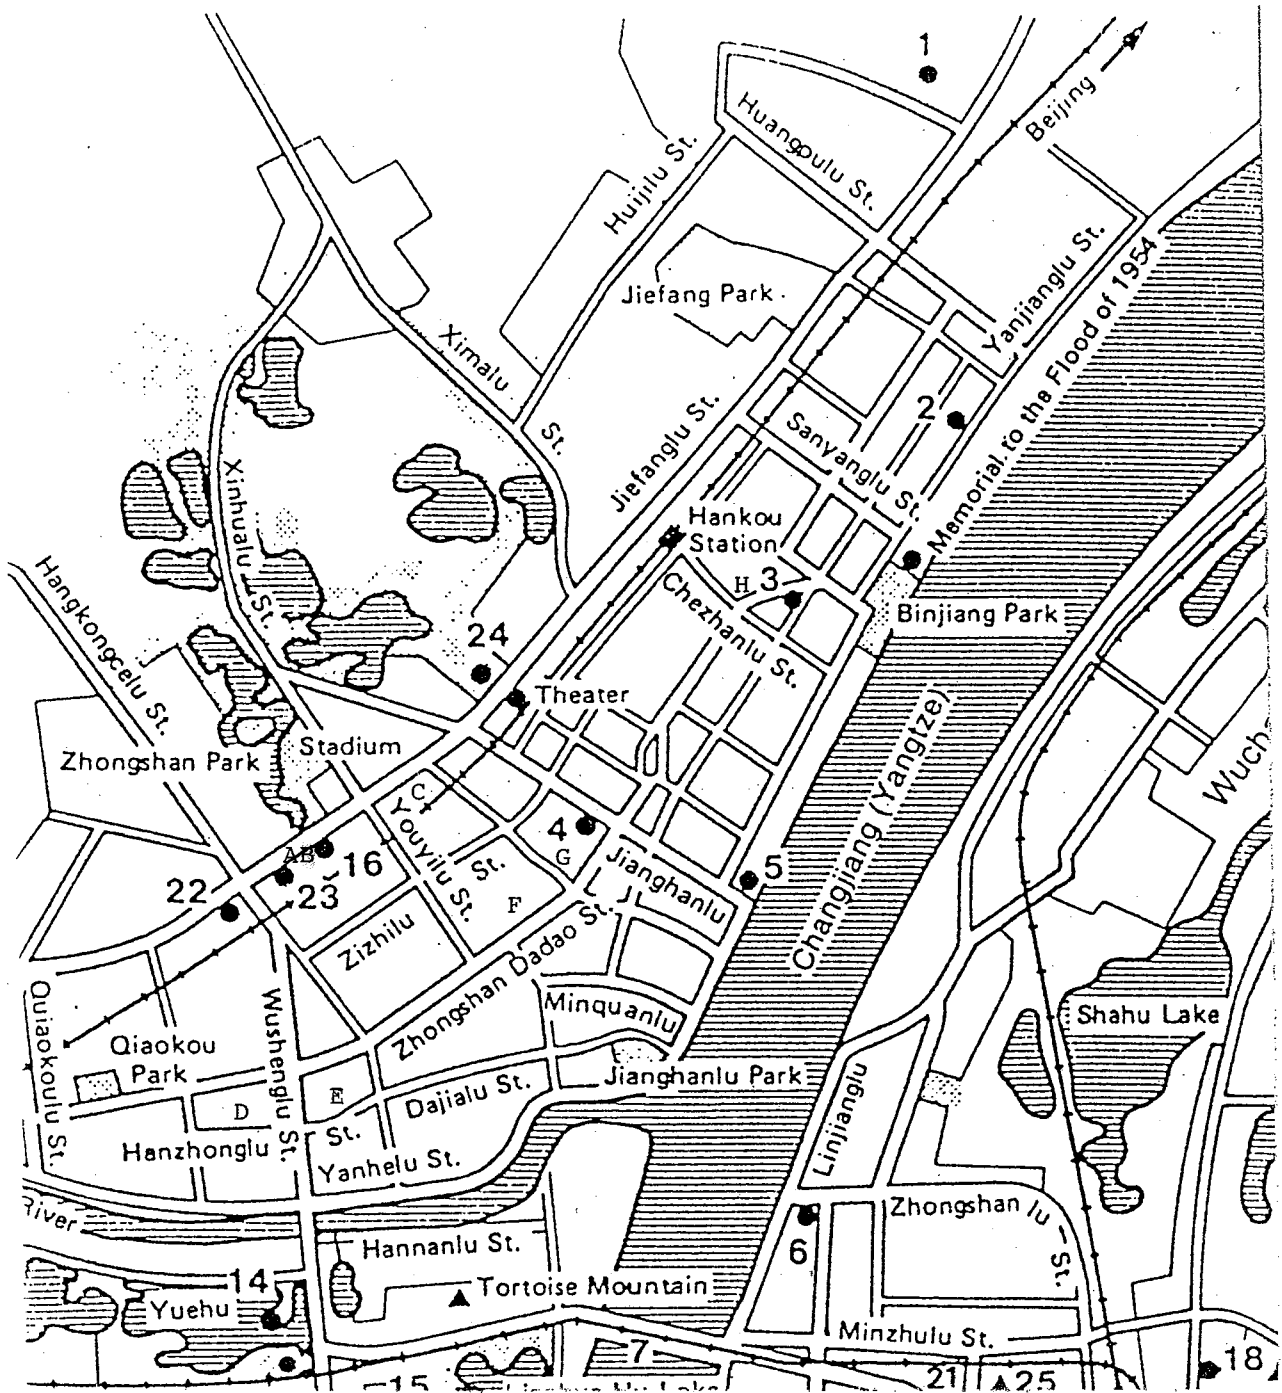 1
Beijing
Huangpulu St.
Huijilu St.
Yanjianglu St.
Jiefang Park
Memorial to the Flood of 1954
Ximalu
St.
Jiefanglu St.
2
Sanyanglu St.
Xinhualu
St.
Hankou
Station
Hangkongcelu St.
H
3
Chezhanlu St.
Binjiang Park
24
Theater
Changjiang (Yangtze)
Stadium
Zhongshan Park
Wuch
C
Youyilu St.
4
G
AB
16
St.
Jianghanlu
5
22
23
F
Zizhilu
Zhongshan Dadao St.
Quiaokoulu St.
Wushenglu St.
Minquanlu
Shahu Lake
Qiaokou
Park
Jianghanlu Park
D
E
Dajialu St.
Linjianglu
Hanzhonglu
St.
Yanhelu St.
River
Zhongshan lu
St.
Hannanlu St.
6
14
Tortoise Mountain
Yuehu
Minzhulu St.
7
18
15
21
25